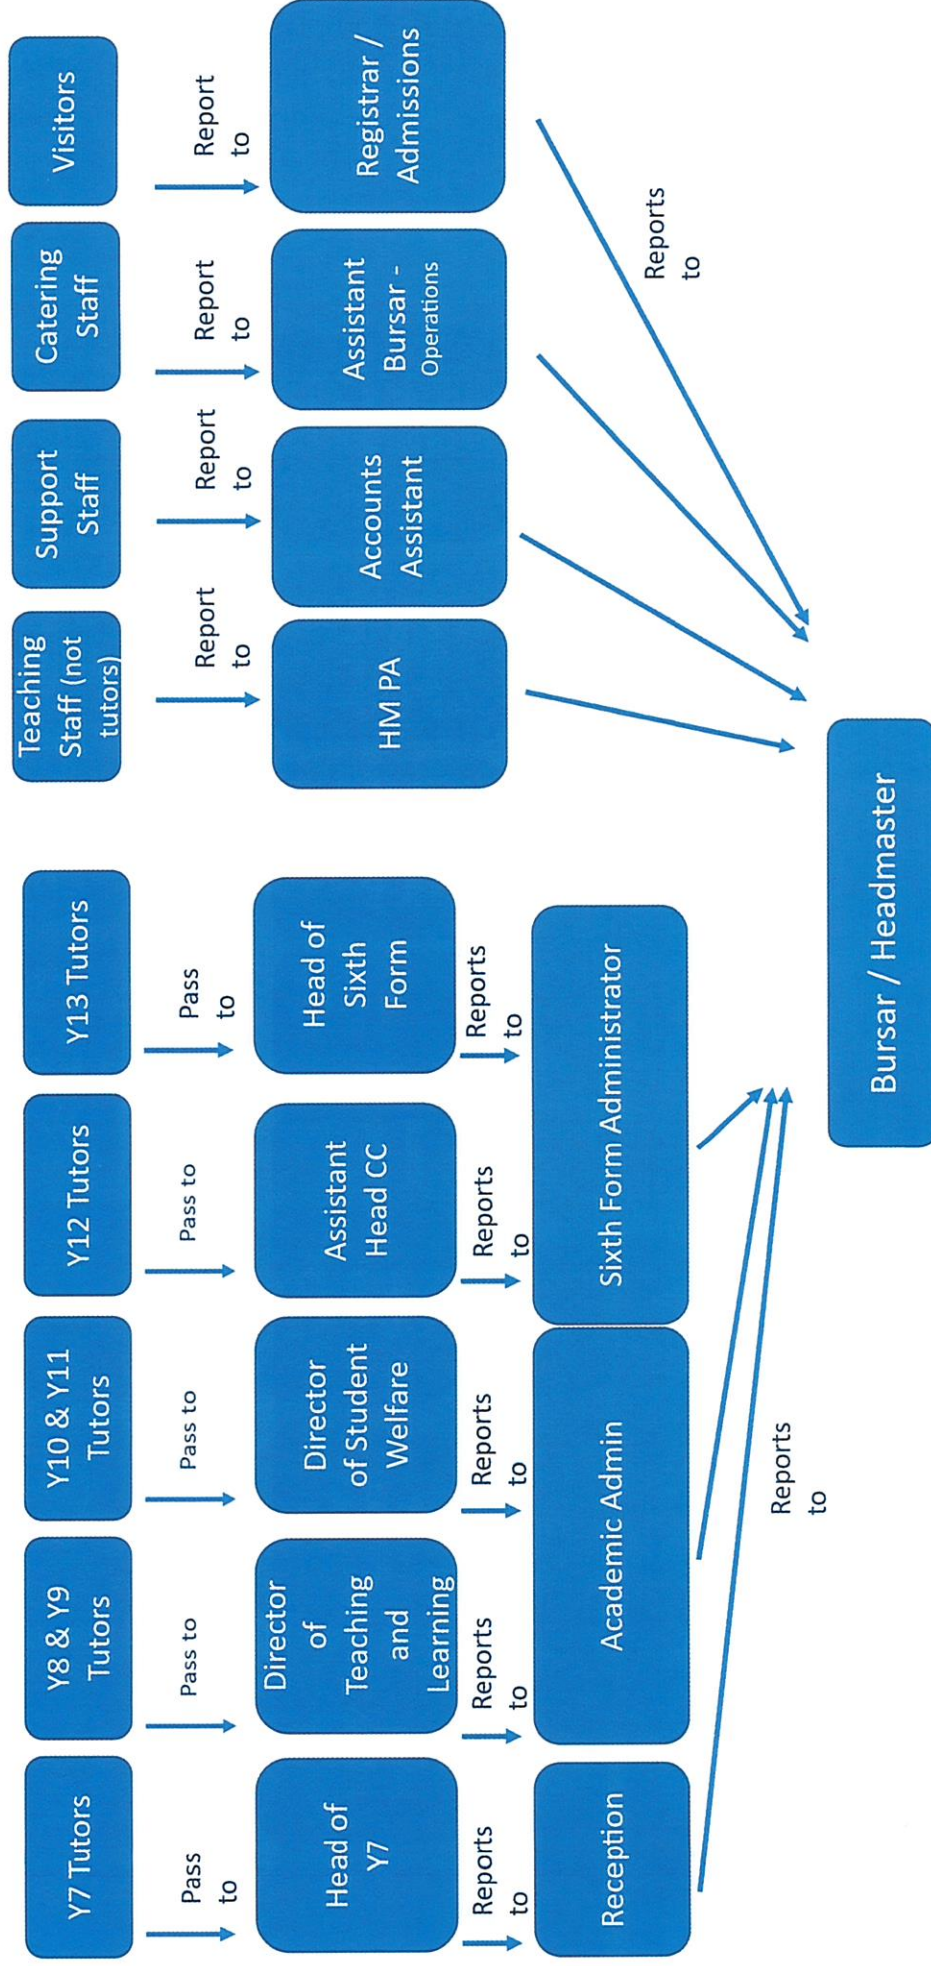 Y7 Tutors
Y8 & Y9
Tutors
Y10 & Y11
Tutors
Y12 Tutors
Y13 Tutors
Teaching
Staff (not
tutors)
Support
Staff
Catering
Staff
Visitors
Pass
to
Pass to
Pass to
Pass to
Pass
to
Report
to
Report
to
Report
to
Report
to
Head of
Y7
Director
of
Teaching
and
Learning
Director
of Student
Welfare
Assistant
Head CC
Head of
Sixth
Form
HM PA
Accounts
Assistant
Assistant
Bursar -
Operations
Registrar /
Admissions
Reports
to
Reports
to
Reports
to
Reports
to
Reports
to
Reception
Academic Admin
Sixth Form Administrator
Reports
to
Reports
to
Bursar / Headmaster